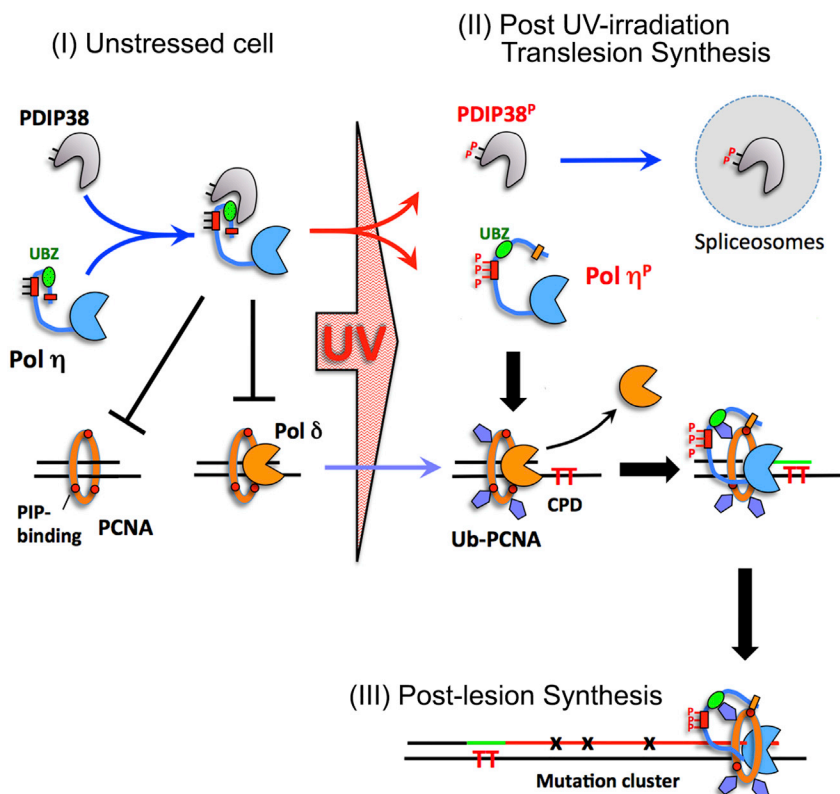 (I) Unstressed cell
(II) Post UV-irradiation
Translesion Synthesis
PDIP38
PDIP38P
P
P
P
P
Spliceosomes
UBZ
Pol η
UBZ
P
P
P
Pol ηP
UV
Pol δ
PIP-
binding
PCNA
Ub-PCNA
CPD
P
P
P
(III) Post-lesion Synthesis
P
P
P
X X X
Mutation cluster